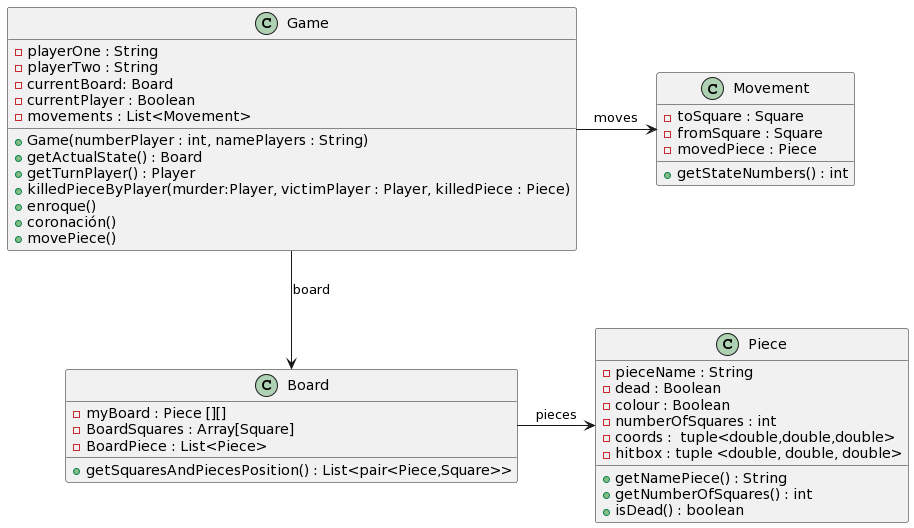 C Game
playerOne : String
playerTwo : String
currentBoard: Board
currentPlayer : Boolean
movements : List<Movement>
Game(numberPlayer : int, namePlayers : String)
getActualState() : Board
getTurnPlayer() : Player
killedPieceByPlayer(murder:Player, victimPlayer : Player, killedPiece : Piece)
enroque()
coronación()
movePiece()
moves
C Movement
toSquare : Square
fromSquare : Square
movedPiece : Piece
getStateNumbers() : int
board
C Board
myBoard : Piece [][]
BoardSquares : Array[Square]
BoardPiece : List<Piece>
getSquaresAndPiecesPosition() : List<pair<Piece,Square>>
pieces
C Piece
pieceName : String
dead : Boolean
colour : Boolean
numberOfSquares : int
coords :  tuple<double,double,double>
hitbox : tuple <double, double, double>
getNamePiece() : String
getNumberOfSquares() : int
isDead() : boolean